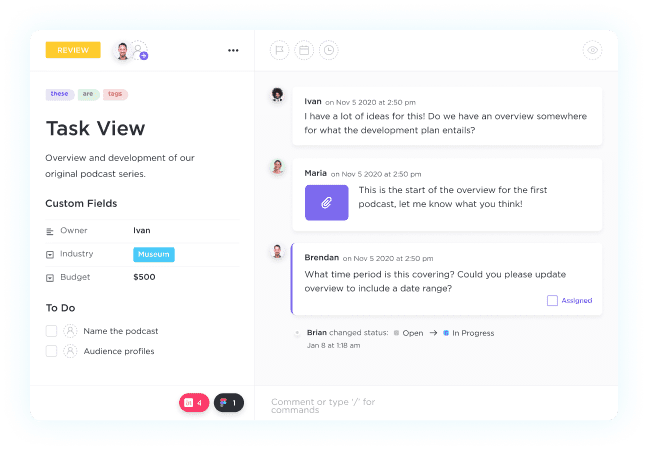 REVIEW
these are tags
Task View
Overview and development of our
original podcast series.
Custom Fields
Owner Ivan
Industry Museum
Budget $500
To Do
Name the podcast
Audience profiles
4 1
Ivan on Nov 5 2020 at 2:50 pm
I have a lot of ideas for this! Do we have an overview somewhere
for what the development plan entails?
Maria on Nov 5 2020 at 2:50 pm
This is the start of the overview for the first
podcast, let me know what you think!
Brendan on Nov 5 2020 at 2:50 pm
What time period is this covering? Could you please update
overview to include a date range?
Assigned
Brian changed status: Open → In Progress
Jan 8 at 1:18 am
Comment or type '/' for
commands